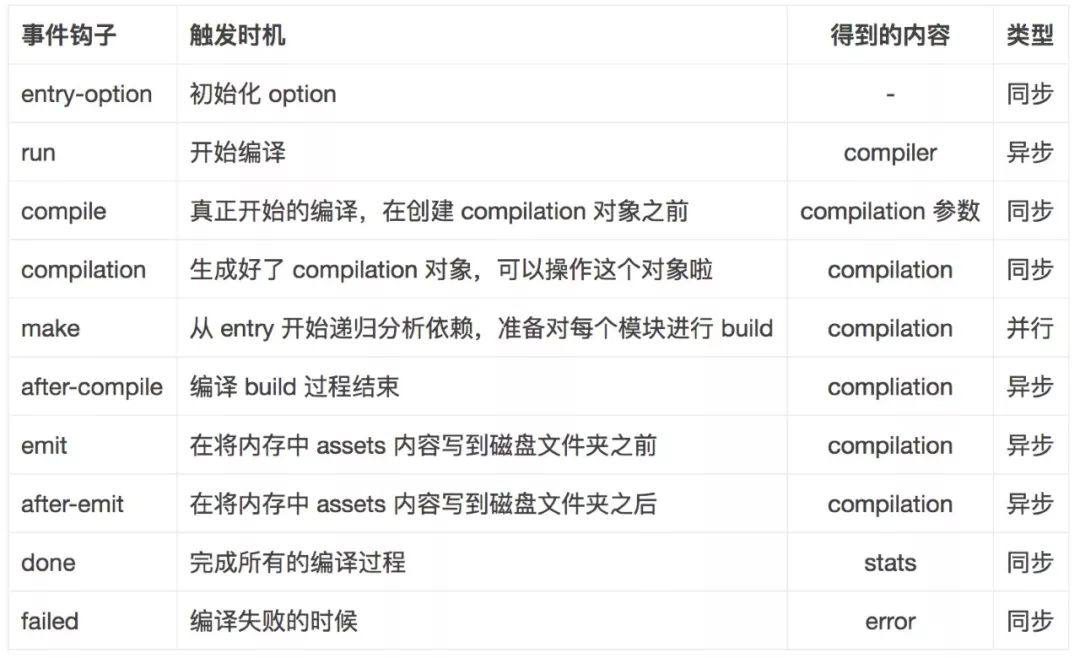 事件钩子 触发时机 得到的内容 类型
entry-option 初始化 option - 同步
run 开始编译 compiler 异步
compile 真正开始的编译，在创建 compilation 对象之前 compilation 参数 同步
compilation 生成好了 compilation 对象，可以操作这个对象啦 compilation 同步
make 从 entry 开始递归分析依赖，准备对每个模块进行 build compilation 并行
after-compile 编译 build 过程结束 compliation 异步
emit 在将内存中 assets 内容写到磁盘文件夹之前 compilation 异步
after-emit 在将内存中 assets 内容写到磁盘文件夹之后 compilation 异步
done 完成所有的编译过程 stats 同步
failed 编译失败的时候 error 同步